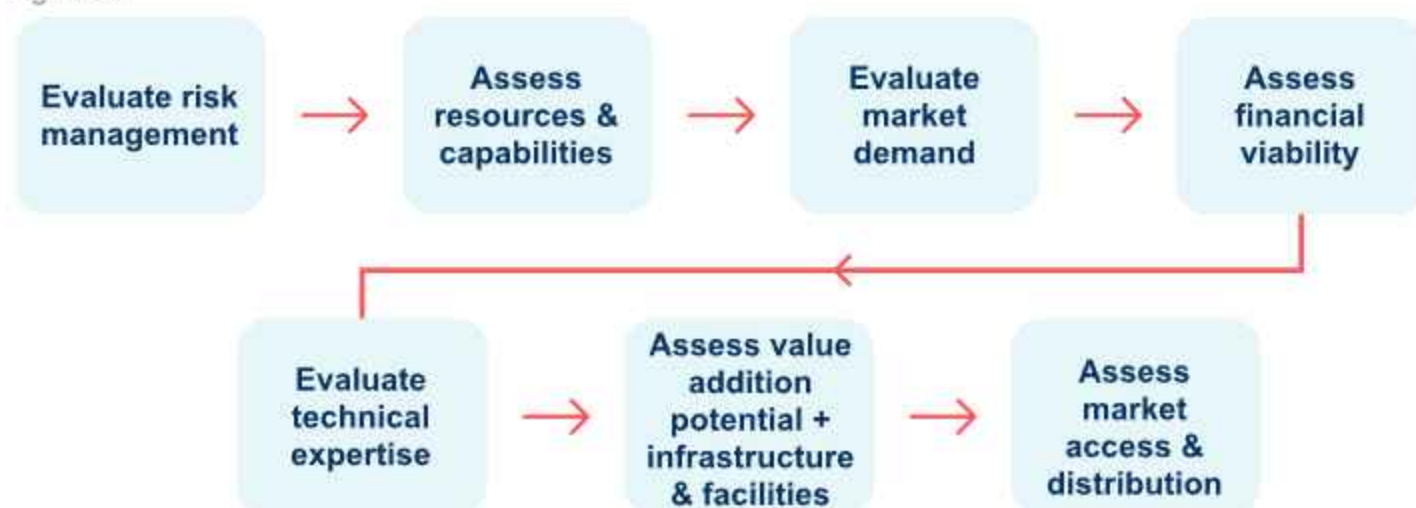 Evaluate risk
management
Assess
resources &
capabilities
Evaluate
market
demand
Assess
financial
viability
Evaluate
technical
expertise
Assess value
addition
potential +
infrastructure
& facilities
Assess
market
access &
distribution